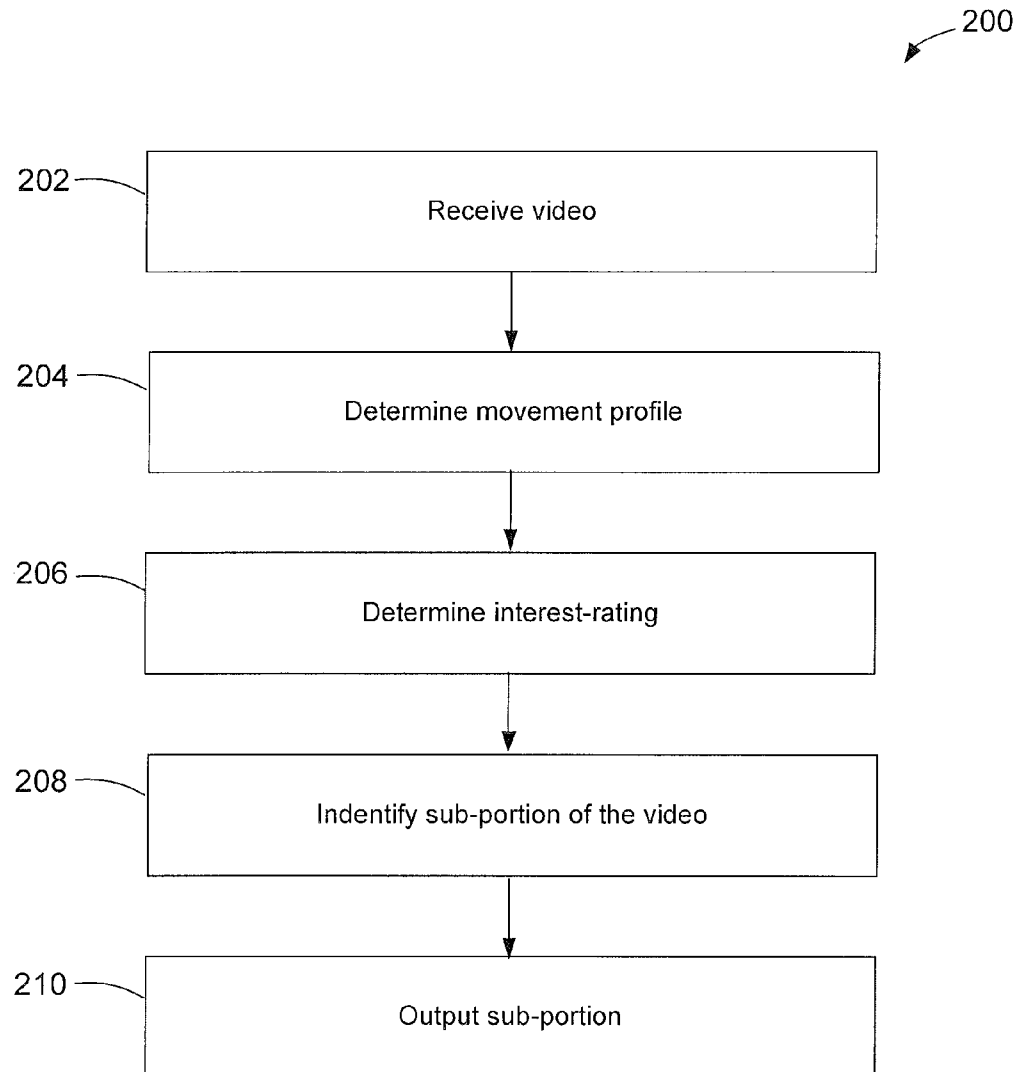 200
202
Receive video
204
Determine movement profile
206
Determine interest-rating
208
Indentify sub-portion of the video
210
Output sub-portion